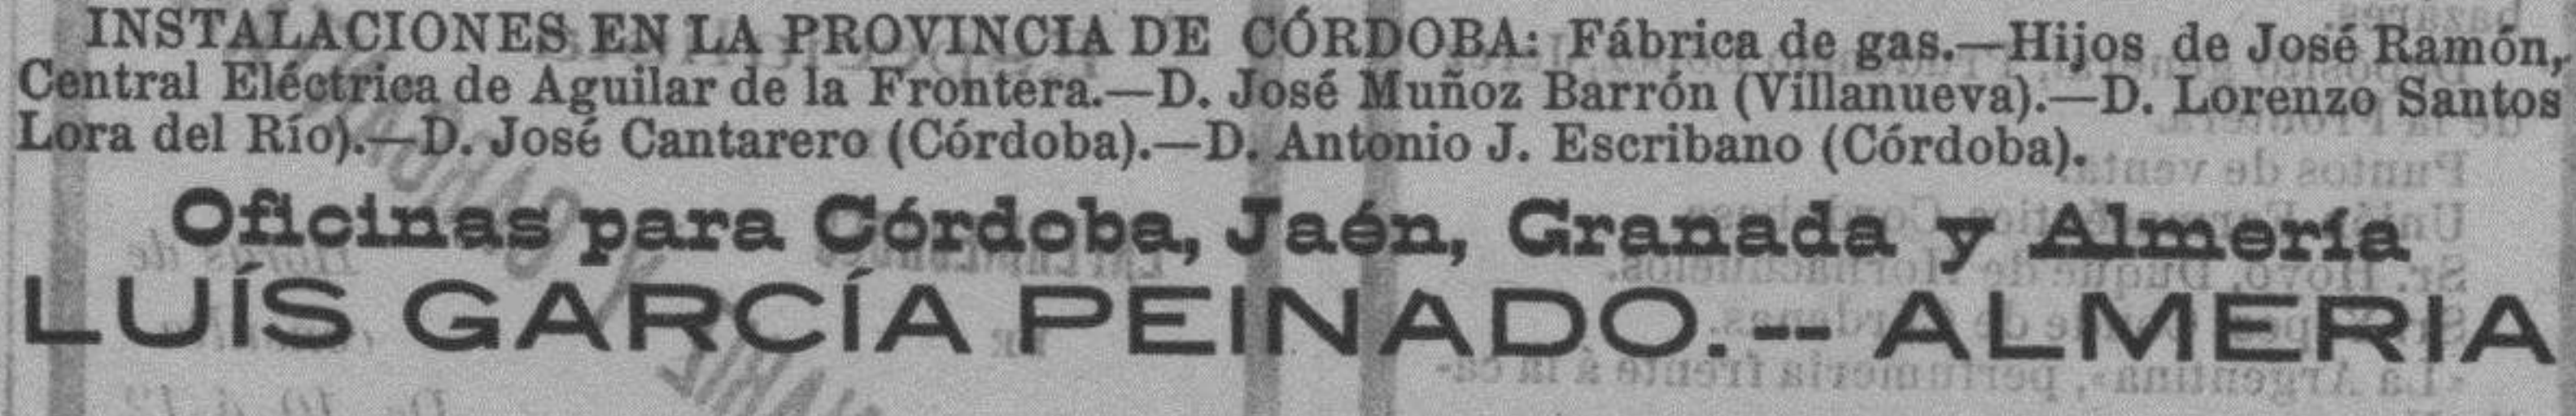 INSTALACIONES EN LA PROVINCIA DE CÓRDOBA: Fábrica de gas.—Hijos de José Ramón,
Central Eléctrica de Aguilar de la Frontera.—D. José Muñoz Barrón (Villanueva).—D. Lorenzo Santos
Lora del Río).—D. José Cantarero (Córdoba).—D. Antonio J. Escribano (Córdoba).
Oficinas para Córdoba, Jaén, Granada y Almería
LUÍS GARCÍA PEINADO.-- ALMERIA